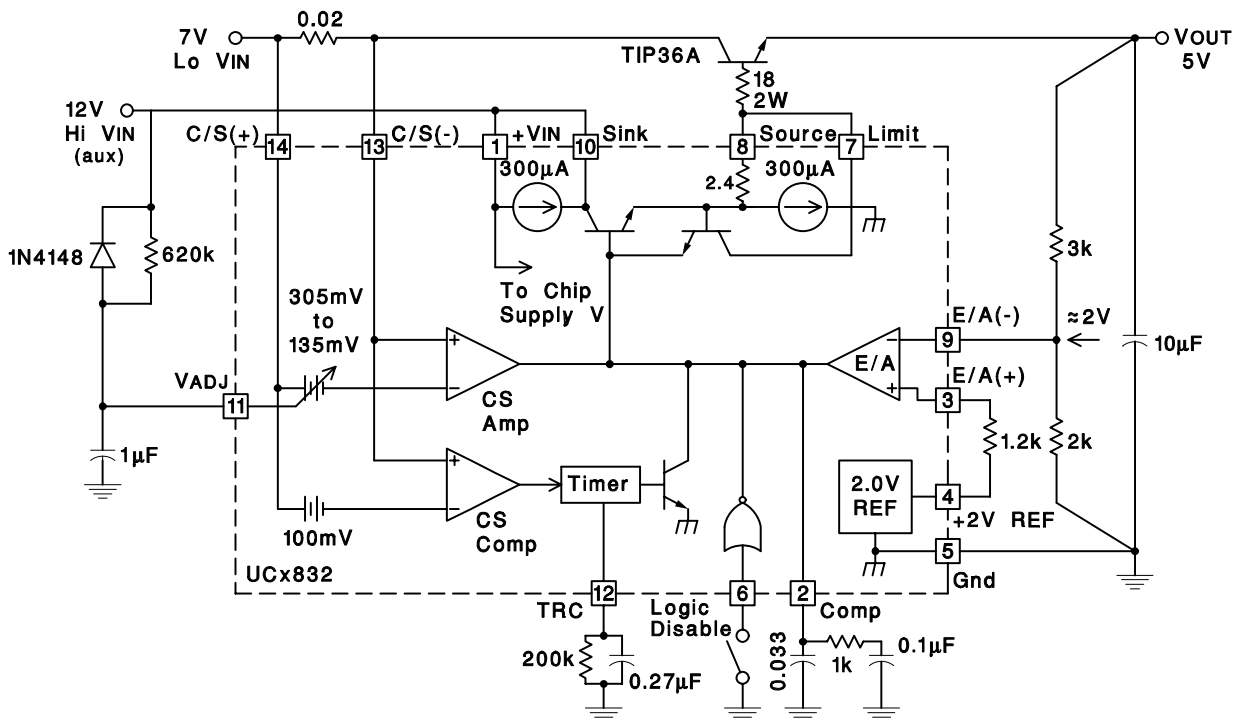 7V
Lo VIN
0.02
TIP36A
18
2W
VOUT
5V
12V
Hi VIN
(aux)
C/S(+)
14
13
C/S(-)
1
+VIN
10
Sink
8
Source
7
Limit
300µA
2.4
300µA
1N4148
620k
3k
To Chip
Supply V
305mV
to
135mV
+
−
CS
Amp
E/A
−
+
E/A(-)
9
≈2V
10µF
E/A(+)
3
VADJ
11
1.2k
2k
1µF
+
−
Timer
2.0V
REF
4
+2V REF
100mV
CS
Comp
5
Gnd
UCx832
12
TRC
6
Logic
Disable
2
Comp
200k
0.27µF
0.033
1k
0.1µF